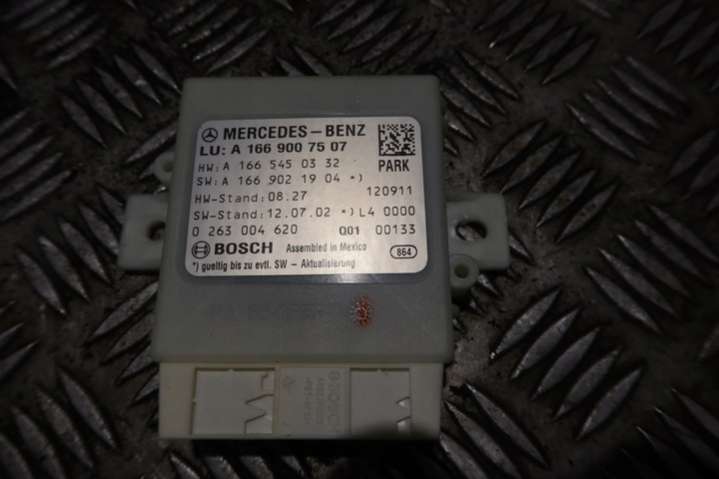 MERCEDES-BENZ
LU: A 166 900 75 07
HW: A 166 545 03 32
PARK
SW: A 166 902 19 04 *)
HW-Stand: 08.27 120911
SW-Stand: 12.07.02 *) L4 0000
0 263 004 620 Q01 00133
BOSCH Assembled in Mexico 864
*) gueltig bis zu evtl. SW - Aktualisierung